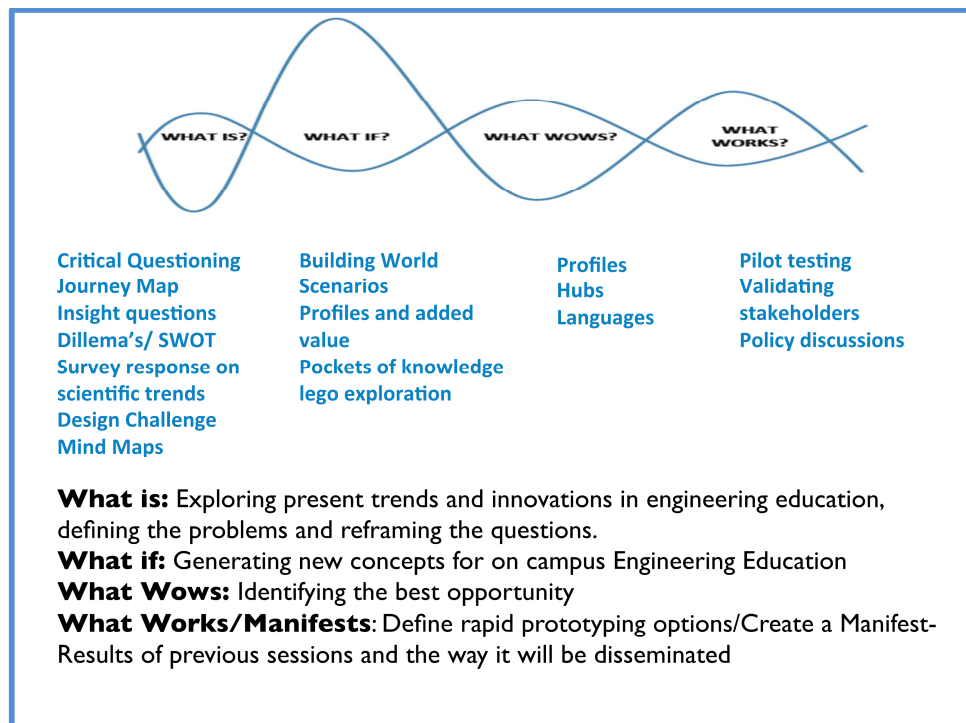 WHAT IS?
WHAT IF?
WHAT WOWS?
WHAT
WORKS?
Critical Questioning
Journey Map
Insight questions
Dillema's/ SWOT
Survey response on
scientific trends
Design Challenge
Mind Maps
Building World
Scenarios
Profiles and added
value
Pockets of knowledge
lego exploration
Profiles
Hubs
Languages
Pilot testing
Validating
stakeholders
Policy discussions
What is: Exploring present trends and innovations in engineering education,
defining the problems and reframing the questions.
What if: Generating new concepts for on campus Engineering Education
What Wows: Identifying the best opportunity
What Works/Manifests: Define rapid prototyping options/Create a Manifest-
Results of previous sessions and the way it will be disseminated